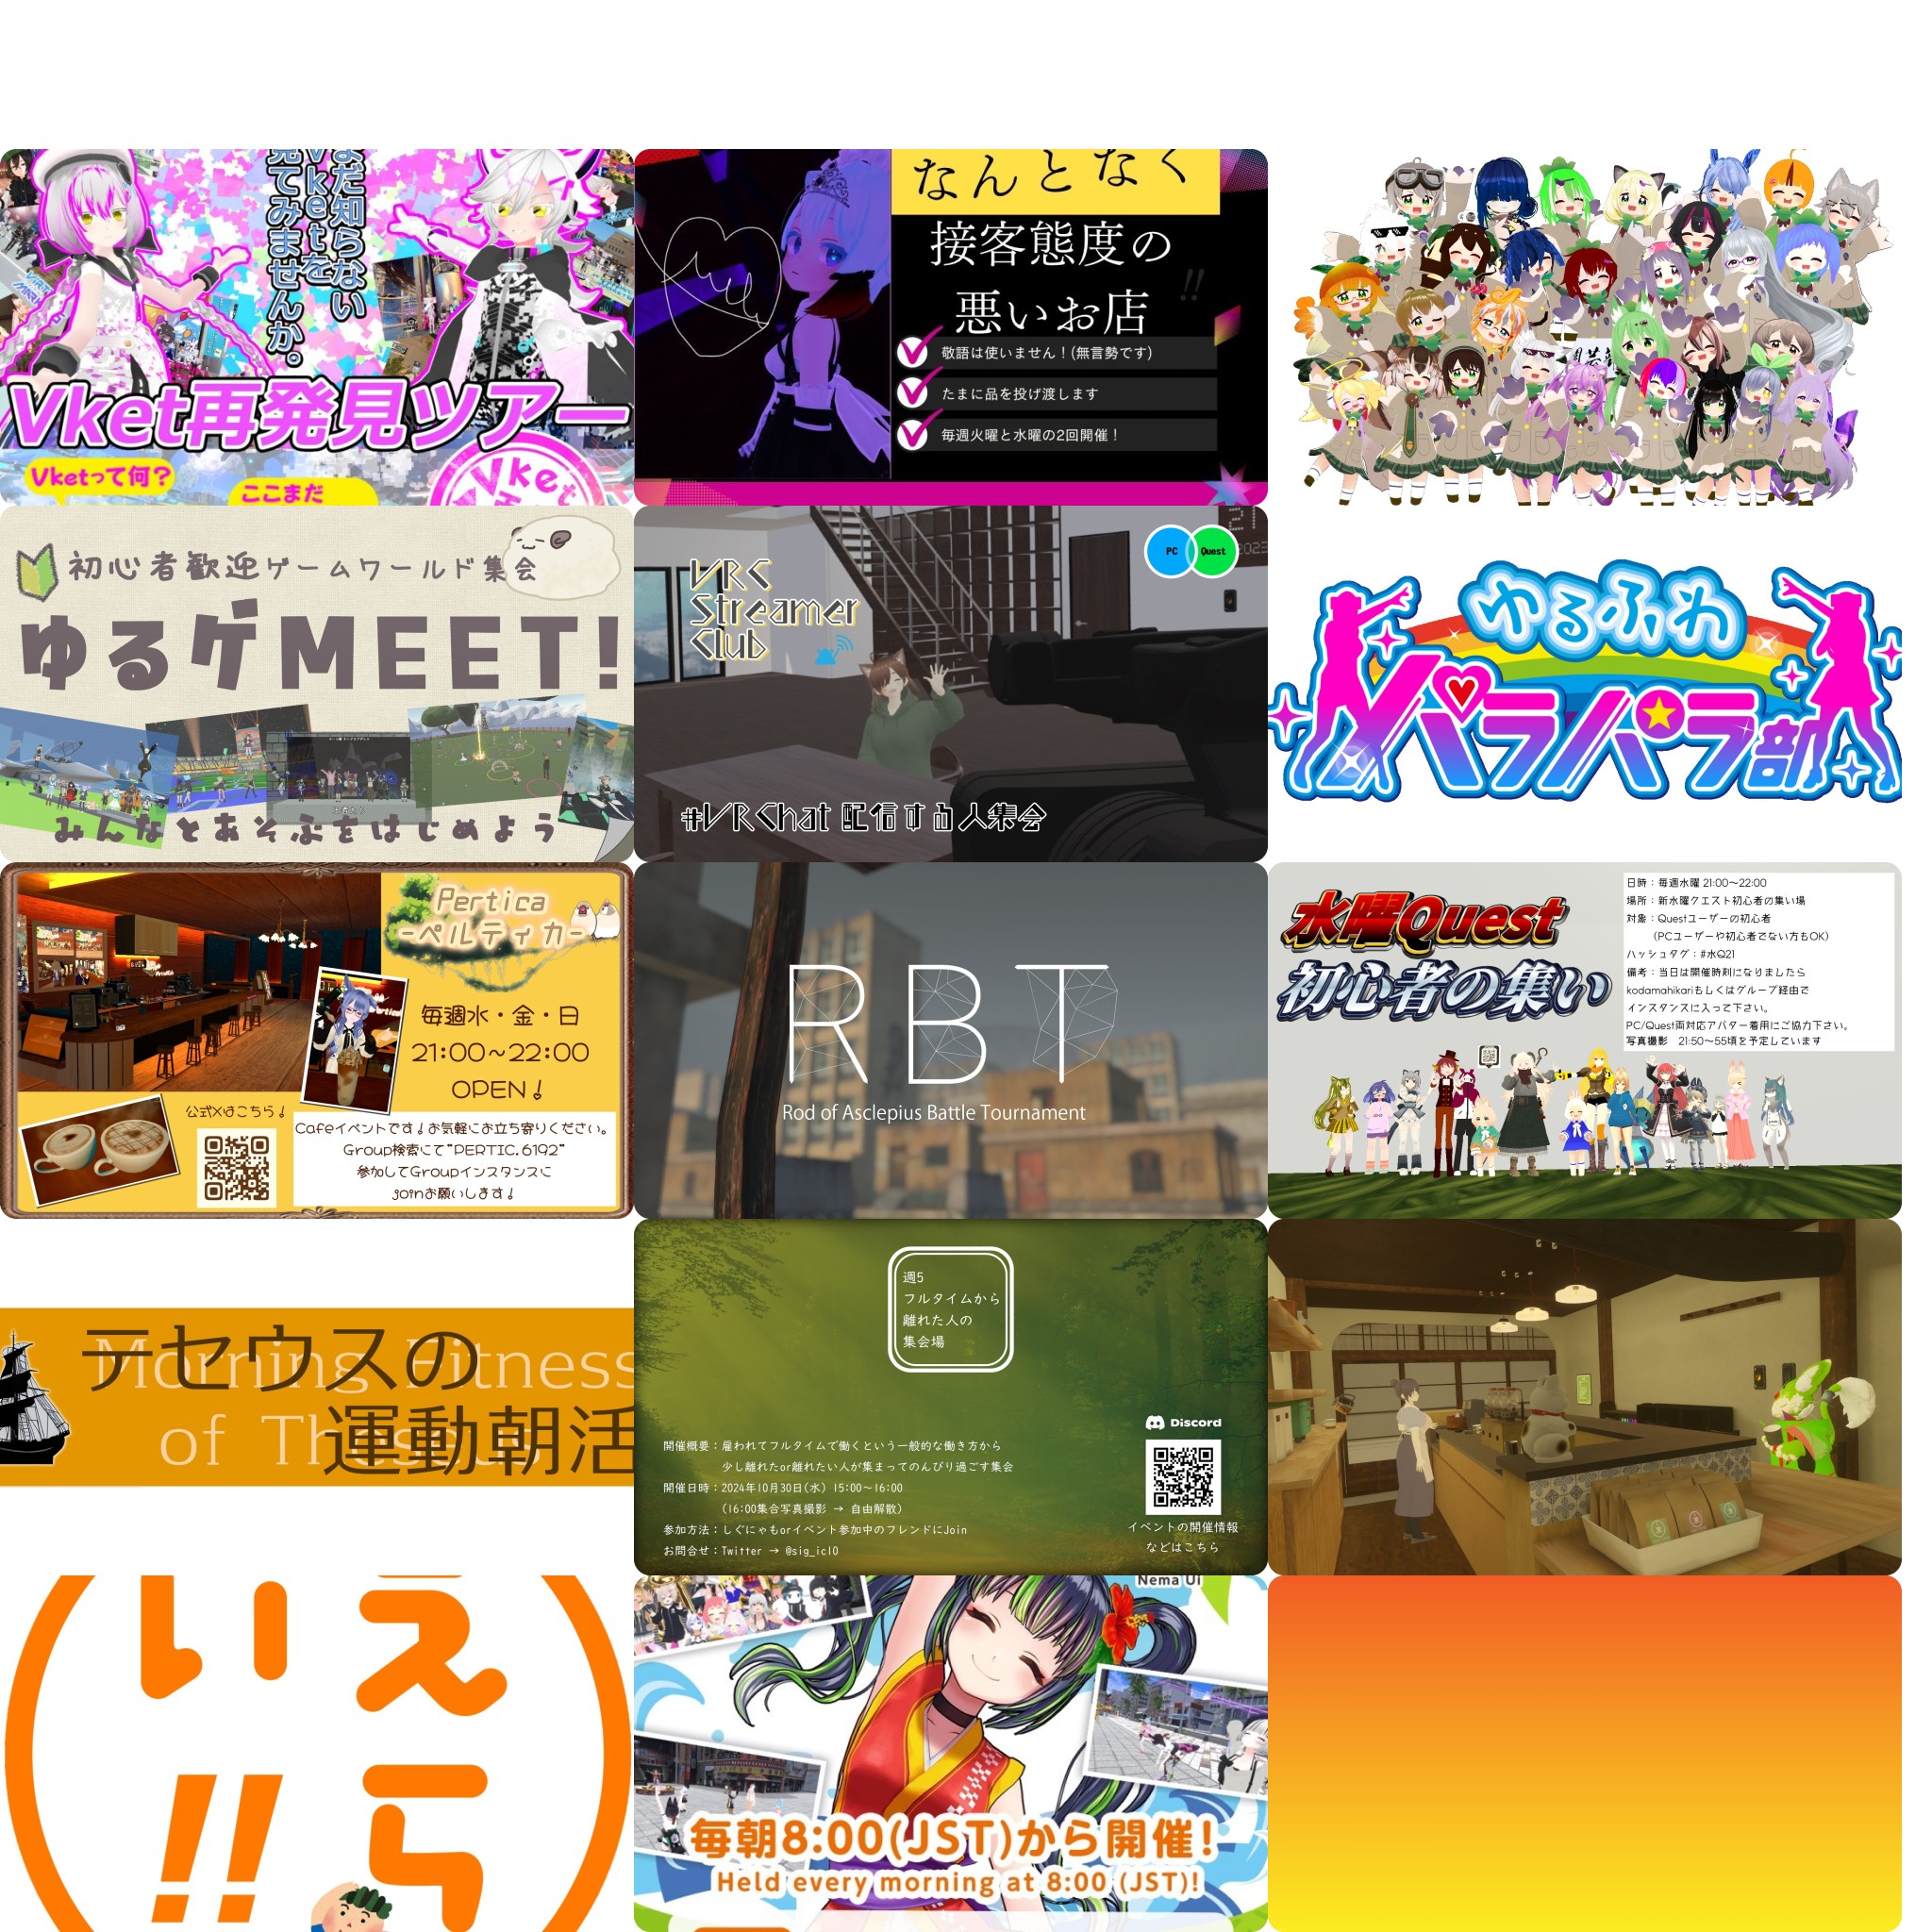 まだ知らない
Vketを
見てみませんか。
Vket再発見ツアー
Vketって何？
ここまだ
Vket
なんとなく
接客態度の
悪いお店
!!
敬語は使いません！(無言勢です)
たまに品を投げ渡します
毎週火曜と水曜の2回開催！
初心者歓迎ゲームワールド集会
ゆるゲMEET!
みんなとあそぶをはじめよう
VRC
Streamer
Club
PC
Quest
#VRChat 配信する人集会
ゆるふわ
パラパラ部
Pertica
-ペルティカ-
毎週水・金・日
21:00~22:00
OPEN！
公式Xはこちら！
Cafeイベントです！お気軽にお立ち寄りください。
Group検索にて"PERTIC.6192"
参加してGroupインスタンスに
joinお願いします！
RBT
Rod of Asclepius Battle Tournament
水曜Quest
初心者の集い
日時：毎週水曜 21:00～22:00
場所：新水曜クエスト初心者の集い場
対象：Questユーザーの初心者
（PCユーザーや初心者でない方もOK）
ハッシュタグ：#水Q21
備考：当日は開催時刻になりましたら
kodamahikariもしくはグループ経由で
インスタンスに入って下さい。
PC/Quest両対応アバター着用にご協力下さい。
写真撮影　21:50～55頃を予定しています
テセウスの
運動朝活
Morning Fitness
of Theseus
週5
フルタイムから
離れた人の
集会場
開催概要：雇われてフルタイムで働くという一般的な働き方から
少し離れたor離れたい人が集まってのんびり過ごす集会
開催日時：2024年10月30日(水) 15:00～16:00
(16:00集合写真撮影 → 自由解散)
参加方法：しぐにゃもorイベント参加中のフレンドにJoin
お問合せ：Twitter → @sig_icl0
Discord
イベントの開催情報
などはこちら
えら
い!!
Nema Ui
毎朝8:00(JST)から開催!
Held every morning at 8:00 (JST)!